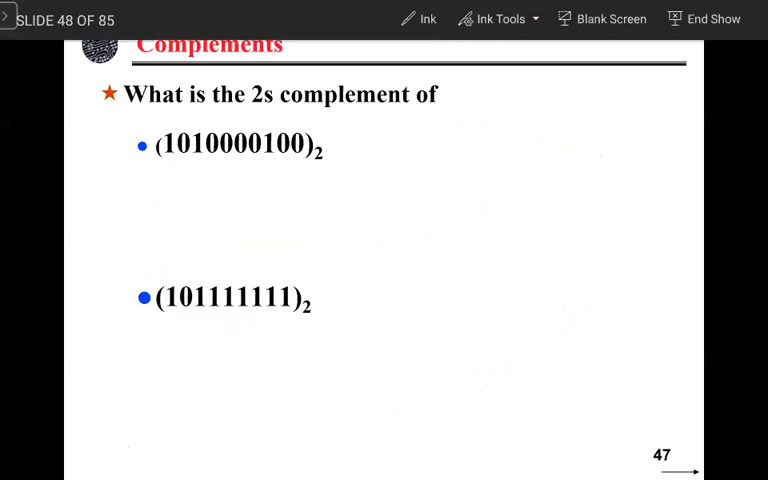 SLIDE 48 OF 85
Ink
Ink Tools
Blank Screen
End Show
Complements
What is the 2s complement of
(1010000100)2
(101111111)2
47